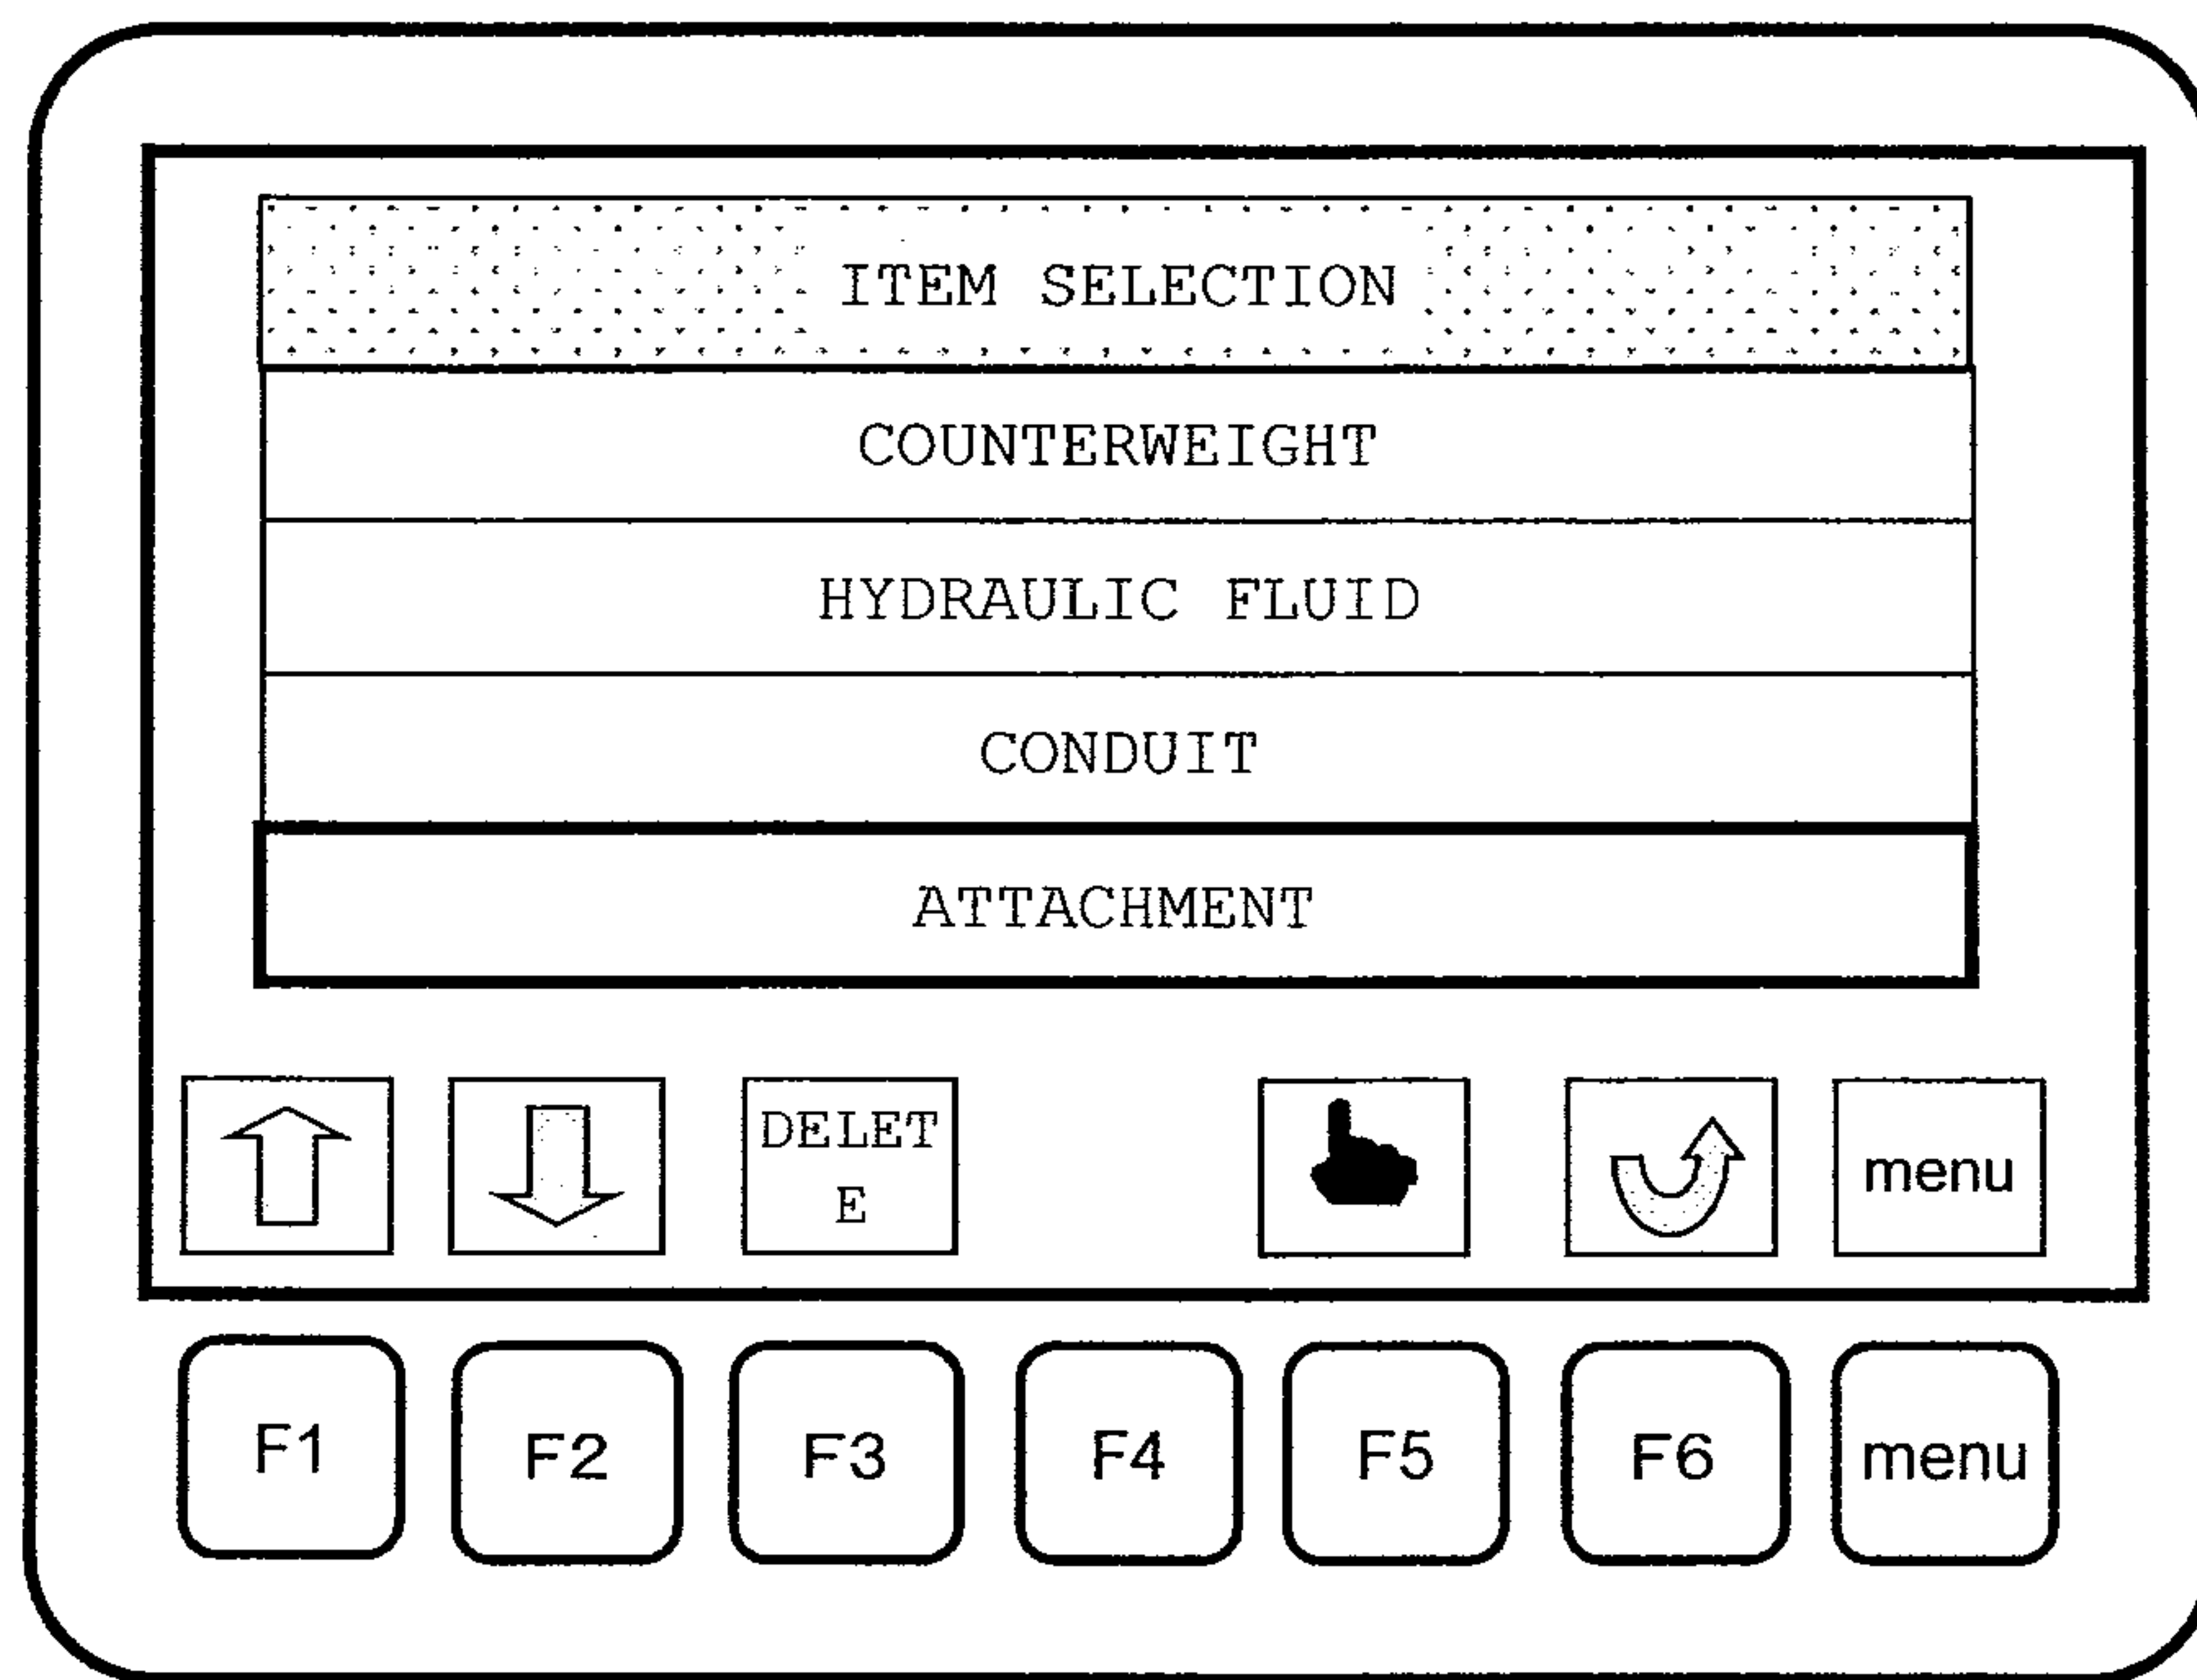 ITEM SELECTION
COUNTERWEIGHT
HYDRAULIC FLUID
CONDUIT
ATTACHMENT
DELET
E
menu
F1 F2 F3 F4 F5 F6 menu